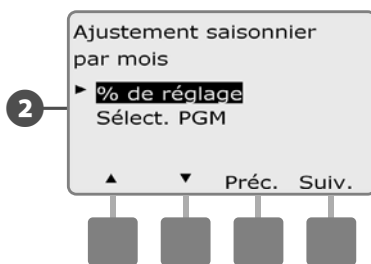 Ajustement saisonnier
par mois
► % de réglage
Sélect. PGM
2
▲ ▼ Préc. Suiv.